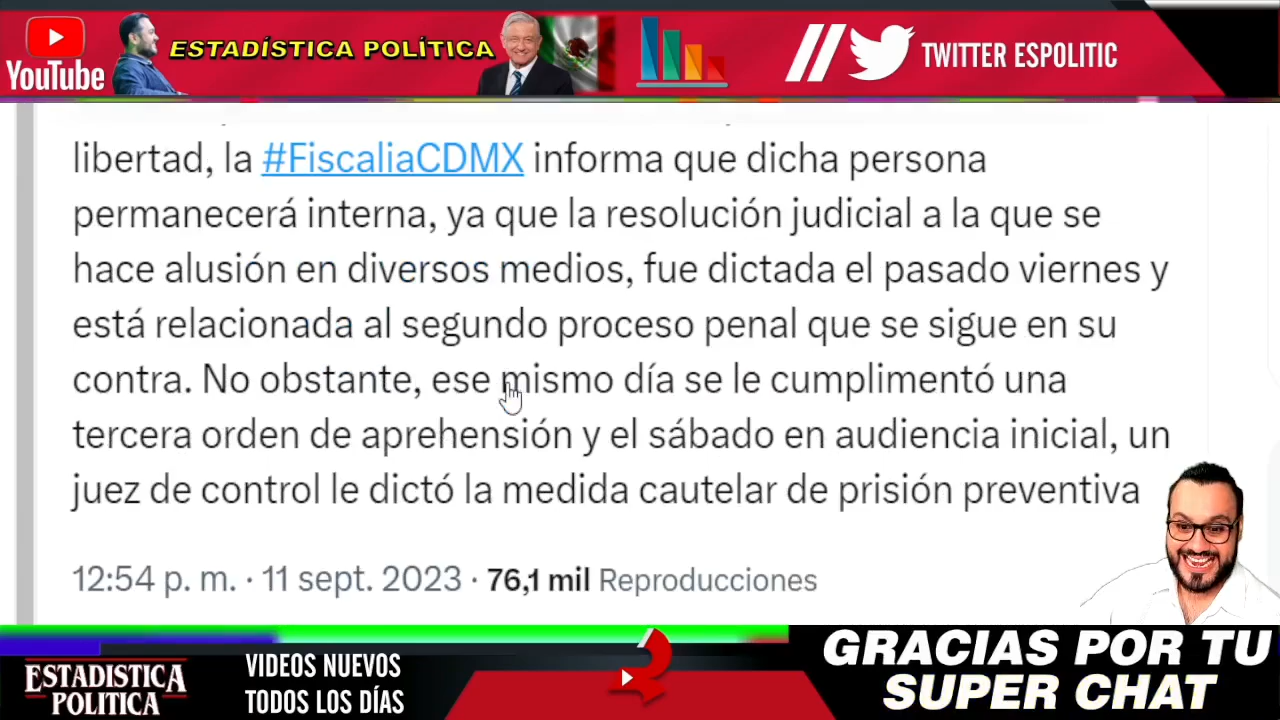 YouTube
ESTADÍSTICA POLÍTICA
TWITTER ESPOLITIC
libertad, la #FiscaliaCDMX informa que dicha persona
permanecerá interna, ya que la resolución judicial a la que se
hace alusión en diversos medios, fue dictada el pasado viernes y
está relacionada al segundo proceso penal que se sigue en su
contra. No obstante, ese mismo día se le cumplimentó una
tercera orden de aprehensión y el sábado en audiencia inicial, un
juez de control le dictó la medida cautelar de prisión preventiva
12:54 p. m. · 11 sept. 2023 · 76,1 mil Reproducciones
ESTADISTICA
POLITICA
VIDEOS NUEVOS
TODOS LOS DÍAS
GRACIAS POR TU
SUPER CHAT